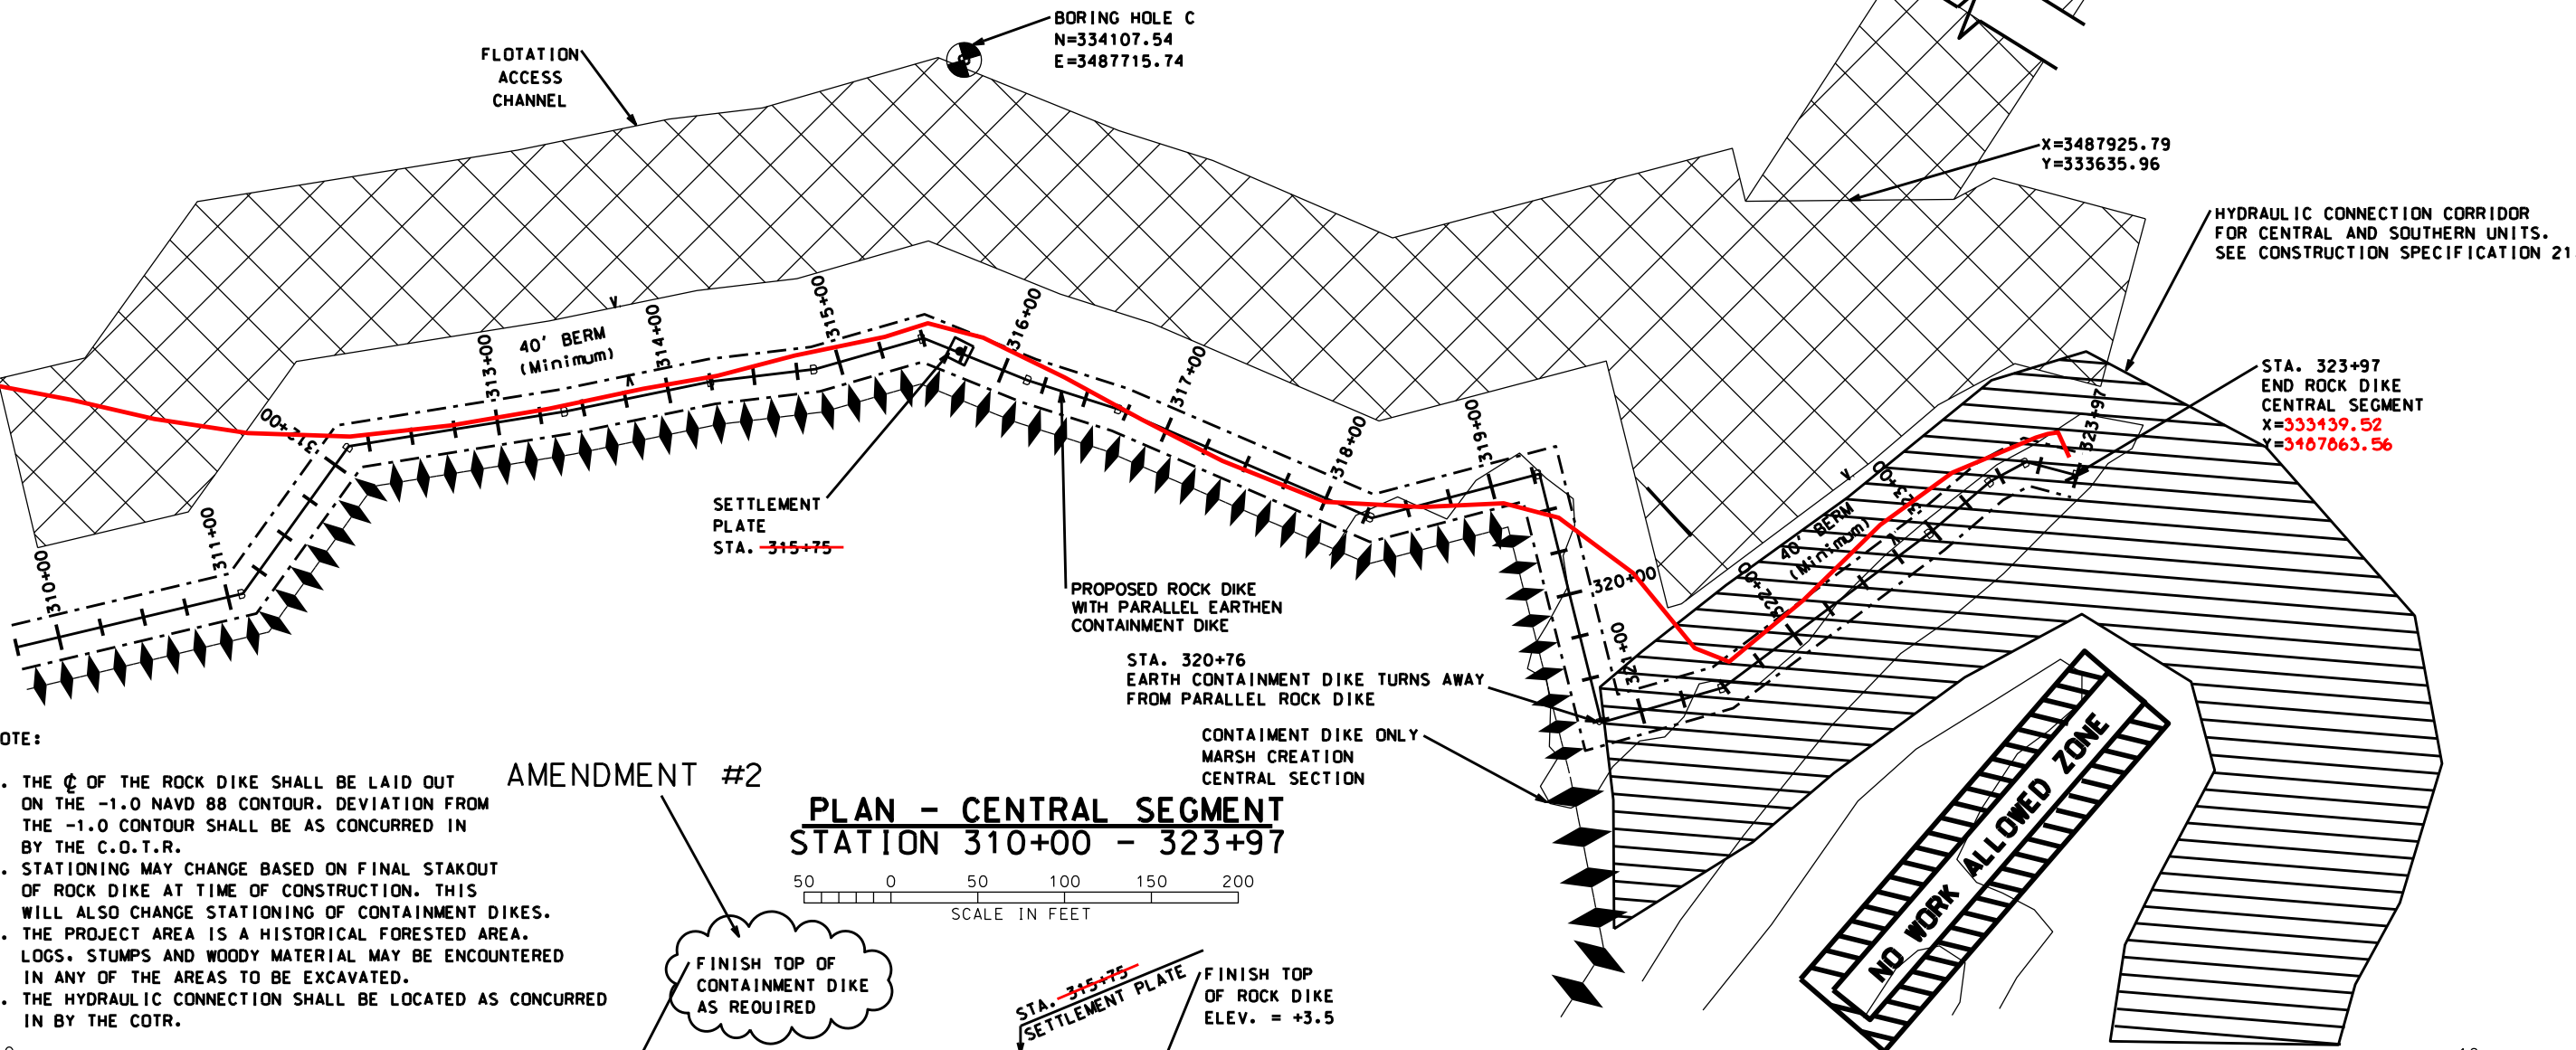 BORING HOLE C
N=334107.54
E=3487715.74
FLOTATION
ACCESS
CHANNEL
X=3487925.79
Y=333635.96
HYDRAULIC CONNECTION CORRIDOR
FOR CENTRAL AND SOUTHERN UNITS.
SEE CONSTRUCTION SPECIFICATION 21
STA. 323+97
END ROCK DIKE
CENTRAL SEGMENT
X=333439.52
Y=3487863.56
310+00
311+00
312+00
313+00
40' BERM
(Minimum)
314+00
315+00
316+00
317+00
318+00
319+00
320+00
321+00
322+00
40' BERM
(Minimum)
323+00
323+97
SETTLEMENT
PLATE
STA. 315+75
PROPOSED ROCK DIKE
WITH PARALLEL EARTHEN
CONTAINMENT DIKE
STA. 320+76
EARTH CONTAINMENT DIKE TURNS AWAY
FROM PARALLEL ROCK DIKE
CONTAIMENT DIKE ONLY
MARSH CREATION
CENTRAL SECTION
NO WORK ALLOWED ZONE
OTE:
. THE ℄ OF THE ROCK DIKE SHALL BE LAID OUT
ON THE -1.0 NAVD 88 CONTOUR. DEVIATION FROM
THE -1.0 CONTOUR SHALL BE AS CONCURRED IN
BY THE C.O.T.R.
. STATIONING MAY CHANGE BASED ON FINAL STAKOUT
OF ROCK DIKE AT TIME OF CONSTRUCTION. THIS
WILL ALSO CHANGE STATIONING OF CONTAINMENT DIKES.
. THE PROJECT AREA IS A HISTORICAL FORESTED AREA.
LOGS. STUMPS AND WOODY MATERIAL MAY BE ENCOUNTERED
IN ANY OF THE AREAS TO BE EXCAVATED.
. THE HYDRAULIC CONNECTION SHALL BE LOCATED AS CONCURRED
IN BY THE COTR.
AMENDMENT #2
PLAN - CENTRAL SEGMENT
STATION 310+00 - 323+97
50 0 50 100 150 200
SCALE IN FEET
FINISH TOP OF
CONTAINMENT DIKE
AS REQUIRED
STA. 315+75
SETTLEMENT PLATE
FINISH TOP
OF ROCK DIKE
ELEV. = +3.5